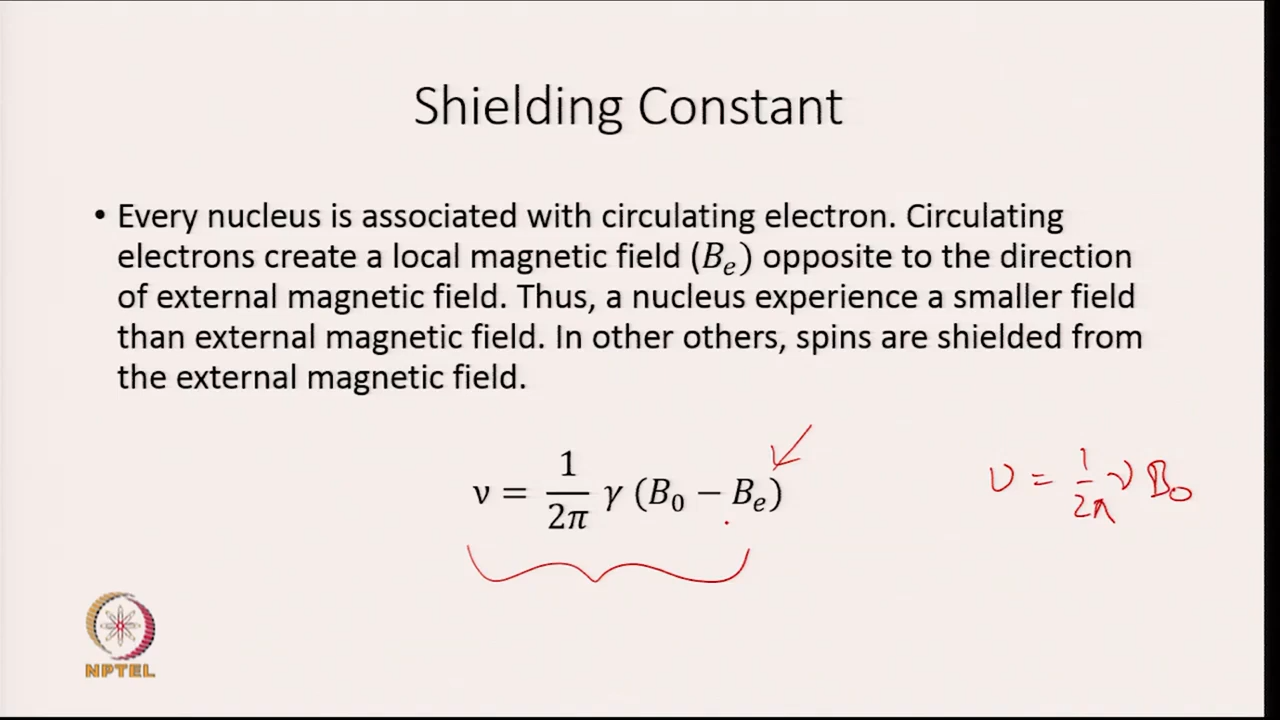 Shielding Constant
• Every nucleus is associated with circulating electron. Circulating
electrons create a local magnetic field (Bₑ) opposite to the direction
of external magnetic field. Thus, a nucleus experience a smaller field
than external magnetic field. In other others, spins are shielded from
the external magnetic field.
ν = 1/2π γ (B₀ − Bₑ)
ν = 1/2π γ B₀
NPTEL